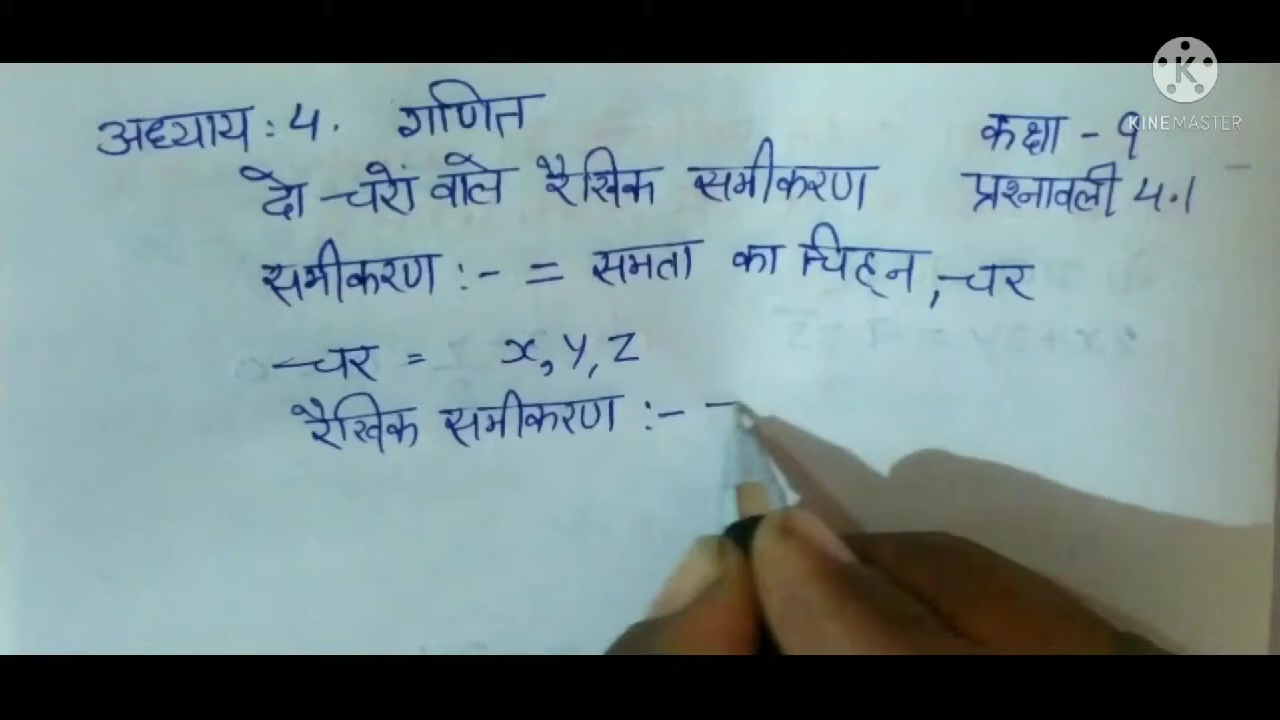 अध्याय : 4. गणित कक्षा - 9
दो चरों वाले रैखिक समीकरण प्रश्नावली 4.1
समीकरण :- = समता का चिह्न, चर
चर = x, y, z
रैखिक समीकरण :-
K
KINEMASTER